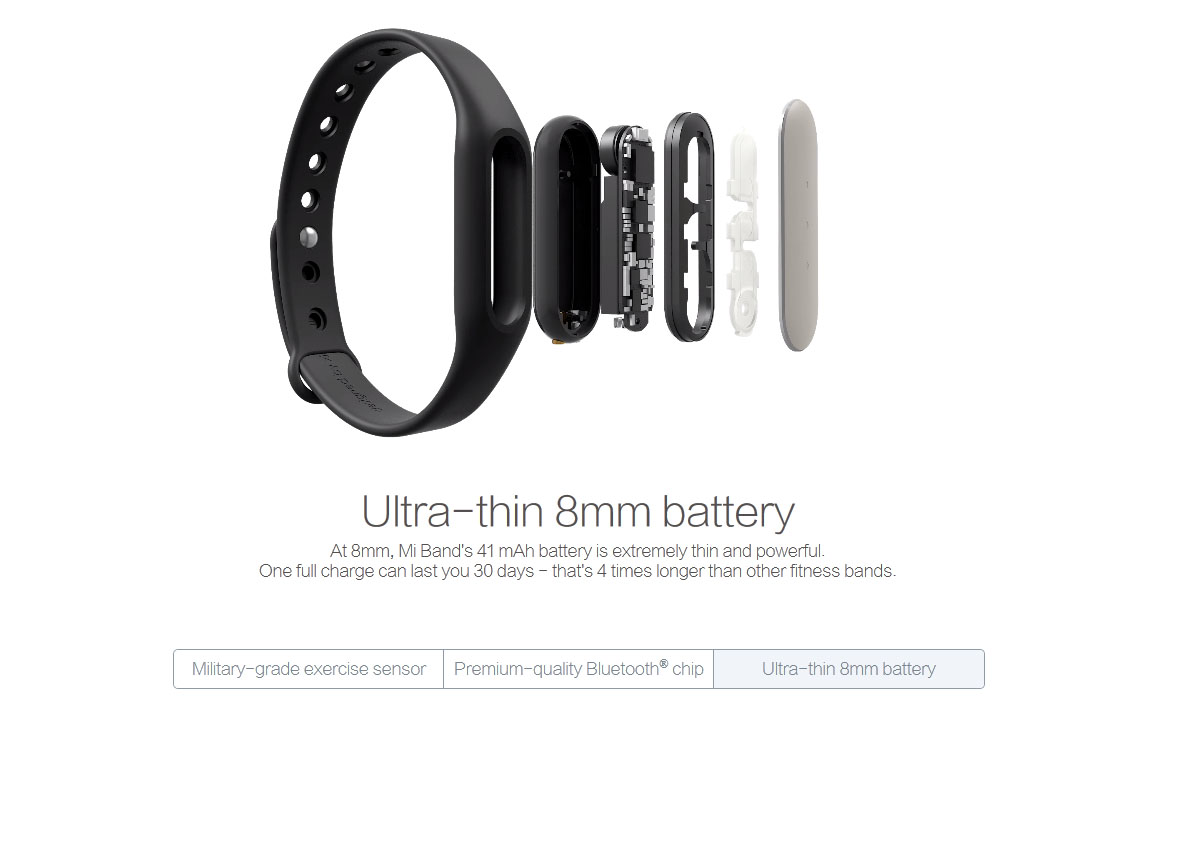 Ultra-thin 8mm battery
At 8mm, Mi Band's 41 mAh battery is extremely thin and powerful.
One full charge can last you 30 days - that's 4 times longer than other fitness bands.
Military-grade exercise sensor
Premium-quality Bluetooth® chip
Ultra-thin 8mm battery